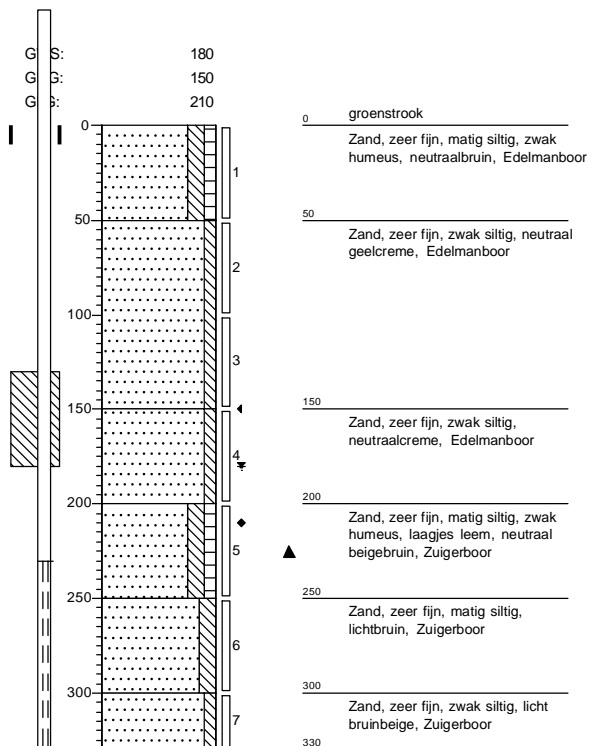 180
150
210
0
50
100
150
200
250
300
1
2
3
4
5
6
7
0
groenstrook
Zand, zeer fijn, matig siltig, zwak
humeus, neutraalbruin, Edelmanboor
50
Zand, zeer fijn, zwak siltig, neutraal
geelcreme, Edelmanboor
150
Zand, zeer fijn, zwak siltig,
neutraalcreme, Edelmanboor
200
Zand, zeer fijn, matig siltig, zwak
humeus, laagjes leem, neutraal
beigebruin, Zuigerboor
250
Zand, zeer fijn, matig siltig,
lichtbruin, Zuigerboor
300
Zand, zeer fijn, zwak siltig, licht
bruinbeige, Zuigerboor
330